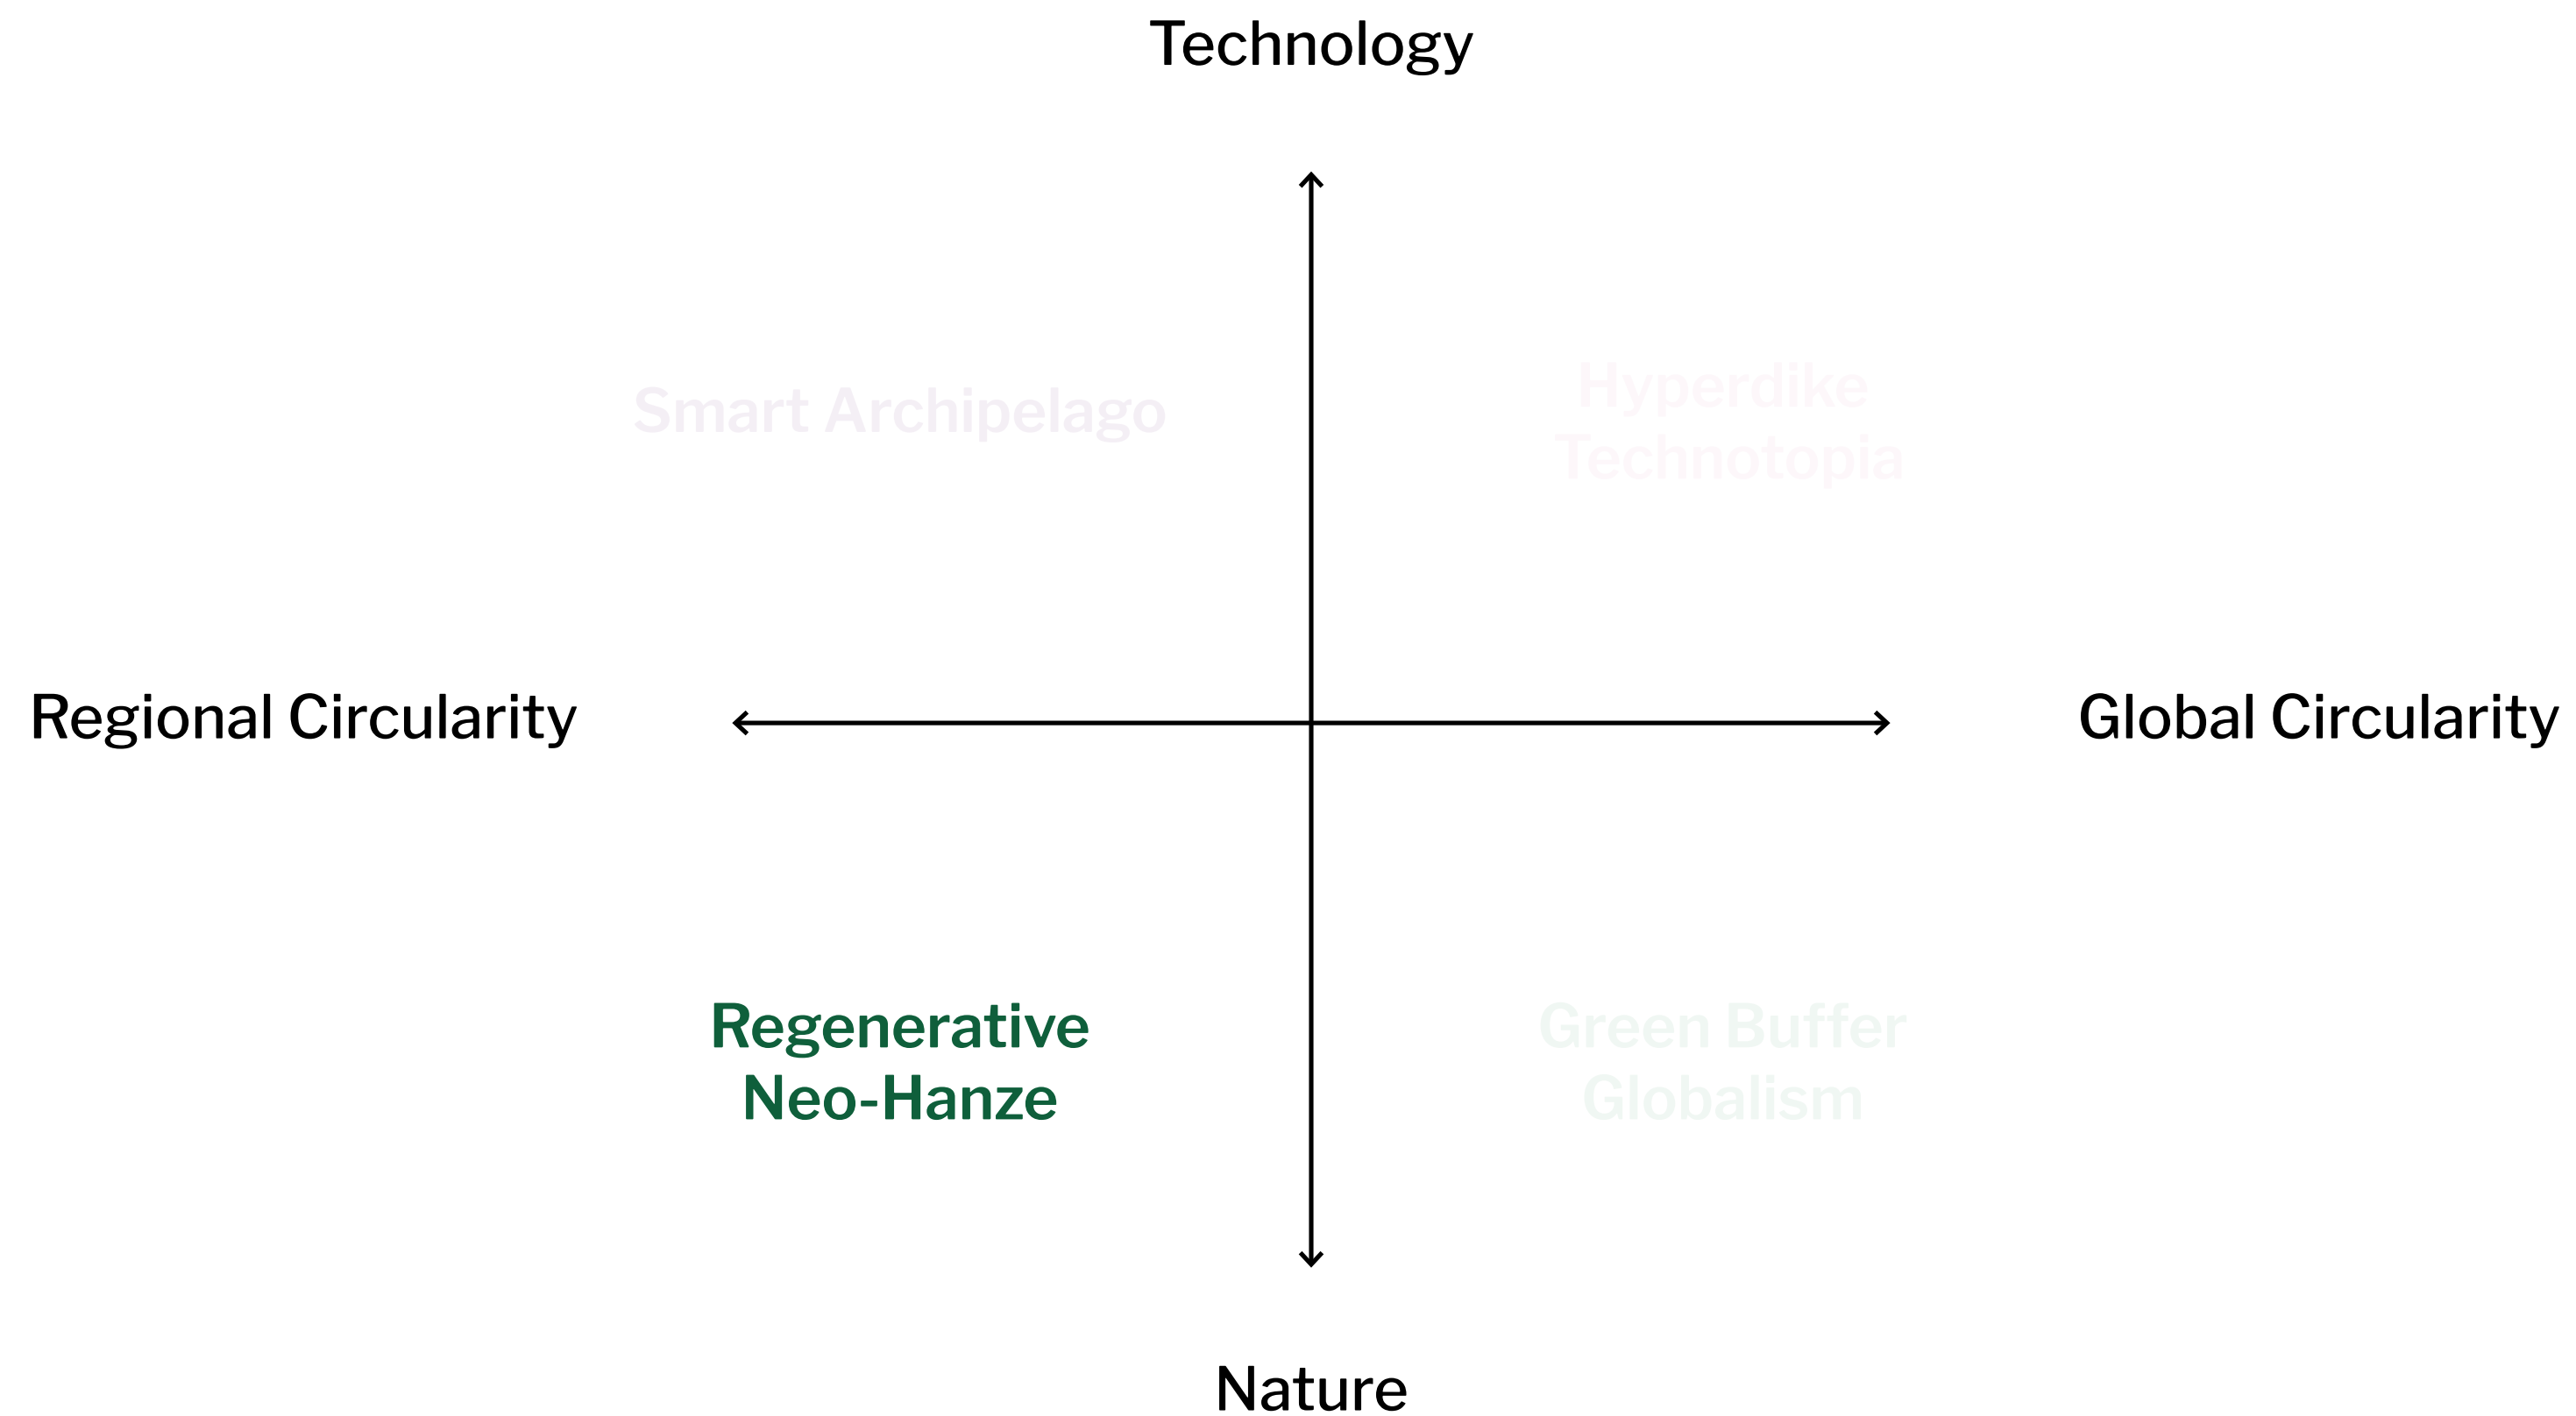 Technology
Smart Archipelago
Hyperdike
Technotopia
Regional Circularity
Global Circularity
Regenerative
Neo-Hanze
Green Buffer
Globalism
Nature